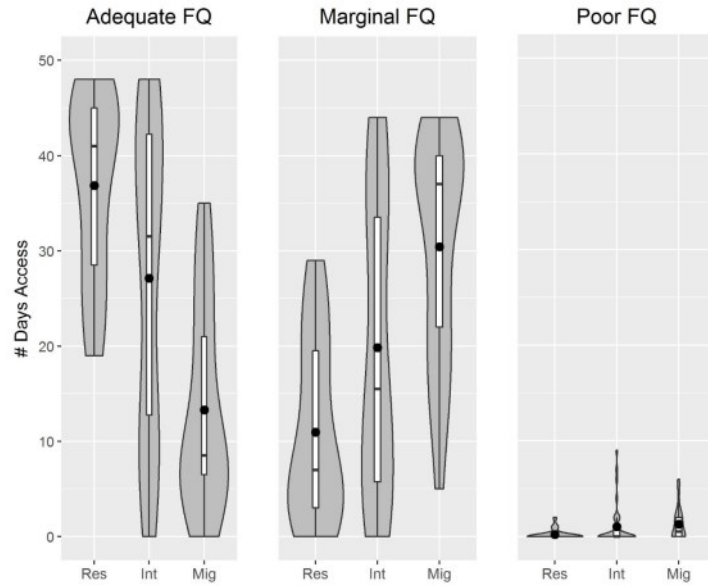 Adequate FQ
Marginal FQ
Poor FQ
# Days Access
50
40
30
20
10
0
Res Int Mig
Res Int Mig
Res Int Mig